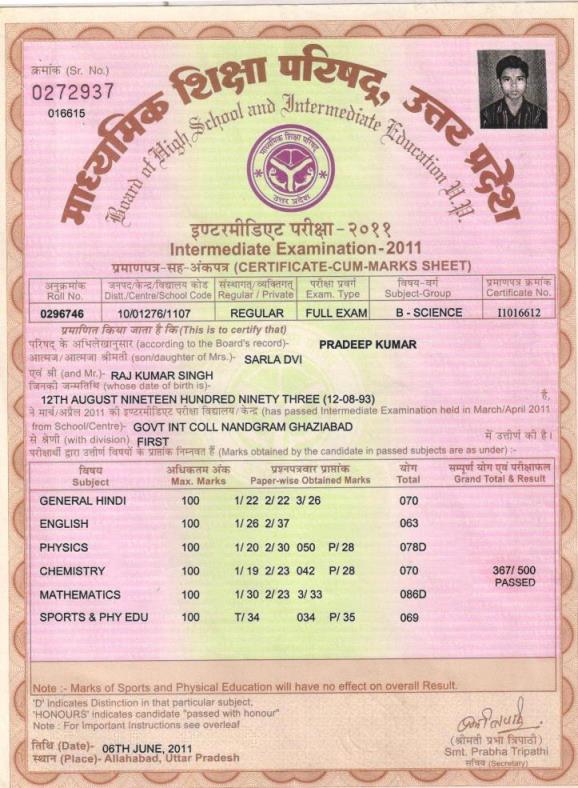 क्रमांक (Sr. No.)
0272937
016615
माध्यमिक शिक्षा परिषद, उत्तर प्रदेश
Board of High School and Intermediate Education U.P.
माध्यमिक शिक्षा परिषद
उत्तर प्रदेश
इण्टरमीडिएट परीक्षा-२०११
Intermediate Examination-2011
प्रमाणपत्र-सह-अंकपत्र (CERTIFICATE-CUM-MARKS SHEET)
अनुक्रमांक जनपद/केन्द्र/विद्यालय कोड संस्थागत/व्यक्तिगत परीक्षा प्रवर्ग विषय-वर्ग प्रमाणपत्र क्रमांक
Roll No. Distt./Centre/School Code Regular / Private Exam. Type Subject-Group Certificate No.
0296746 10/01276/1107 REGULAR FULL EXAM B - SCIENCE I1016612
प्रमाणित किया जाता है कि (This is to certify that)
परिषद के अभिलेखानुसार (according to the Board's record)- PRADEEP KUMAR
आत्मज/आत्मजा श्रीमती (son/daughter of Mrs.)- SARLA DVI
एवं श्री (and Mr.)- RAJ KUMAR SINGH
जिनकी जन्मतिथि (whose date of birth is)-
12TH AUGUST NINETEEN HUNDRED NINETY THREE (12-08-93) है,
ने मार्च/अप्रैल 2011 की इण्टरमीडिएट परीक्षा विद्यालय/केन्द्र (has passed Intermediate Examination held in March/April 2011
from School/Centre)- GOVT INT COLL NANDGRAM GHAZIABAD
से श्रेणी (with division) FIRST में उत्तीर्ण की है।
परीक्षार्थी द्वारा उत्तीर्ण विषयों के प्राप्तांक निम्नवत हैं (Marks obtained by the candidate in passed subjects are as under) :-
विषय अधिकतम अंक प्रश्नपत्रवार प्राप्तांक योग सम्पूर्ण योग एवं परीक्षाफल
Subject Max. Marks Paper-wise Obtained Marks Total Grand Total & Result
GENERAL HINDI 100 1/ 22 2/ 22 3/ 26 070
ENGLISH 100 1/ 26 2/ 37 063
PHYSICS 100 1/ 20 2/ 30 050 P/ 28 078D
CHEMISTRY 100 1/ 19 2/ 23 042 P/ 28 070 367/ 500
PASSED
MATHEMATICS 100 1/ 30 2/ 23 3/ 33 086D
SPORTS & PHY EDU 100 T/ 34 034 P/ 35 069
Note :- Marks of Sports and Physical Education will have no effect on overall Result.
'D' indicates Distinction in that particular subject,
'HONOURS' indicates candidate "passed with honour"
Note : For Important Instructions see overleaf
तिथि (Date)- 06TH JUNE, 2011
स्थान (Place)- Allahabad, Uttar Pradesh
(श्रीमती प्रभा त्रिपाठी)
Smt. Prabha Tripathi
सचिव (Secretary)